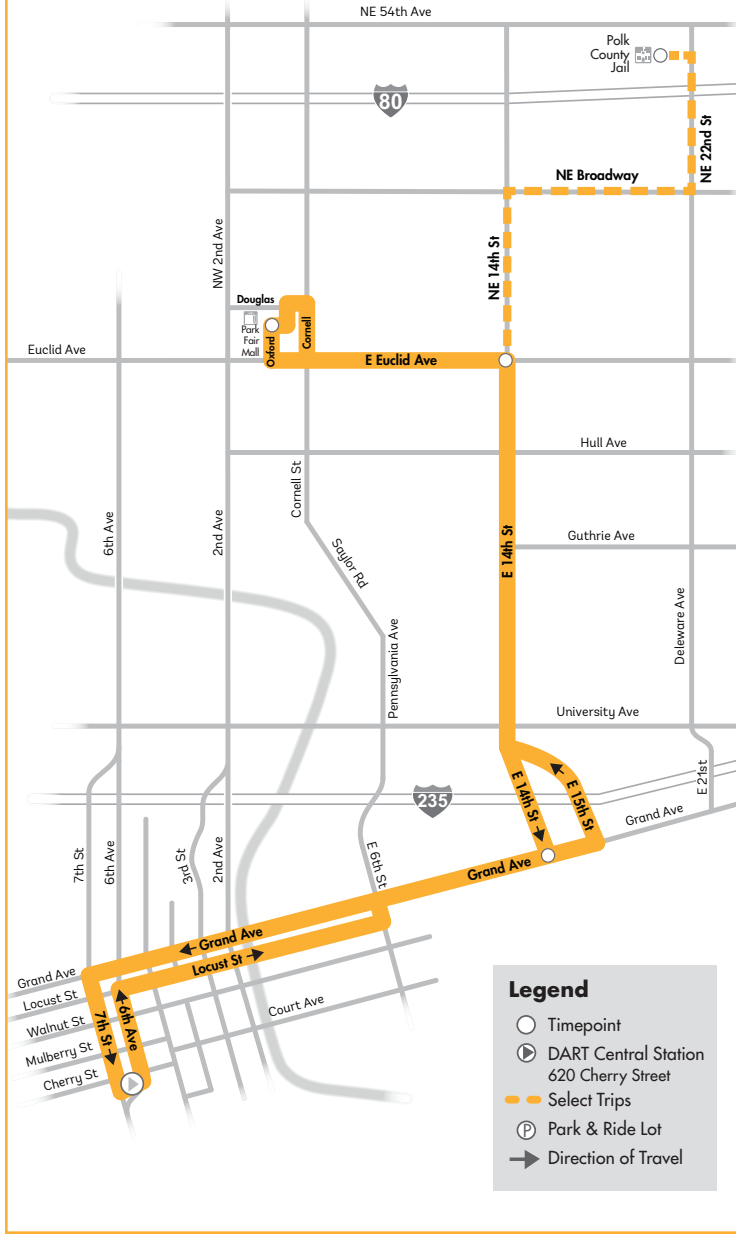 NE 54th Ave
Polk
County
Jail
80
NE 22nd St
NE Broadway
NW 2nd Ave
NE 14th St
Douglas
Park
Fair
Mall
Oxford
Cornell
Euclid Ave
E Euclid Ave
Hull Ave
Cornell St
6th Ave
2nd Ave
Saylor Rd
E 14th St
Guthrie Ave
Deleware Ave
Pennsylvania Ave
University Ave
E 21st
E 14th St
E 15th St
235
Grand Ave
7th St
6th Ave
3rd St
2nd Ave
E 6th St
Grand Ave
Grand Ave
Locust St
Grand Ave
Locust St
Walnut St
Mulberry St
Cherry St
7th St
6th Ave
Court Ave
Legend
Timepoint
DART Central Station
620 Cherry Street
Select Trips
P Park & Ride Lot
Direction of Travel